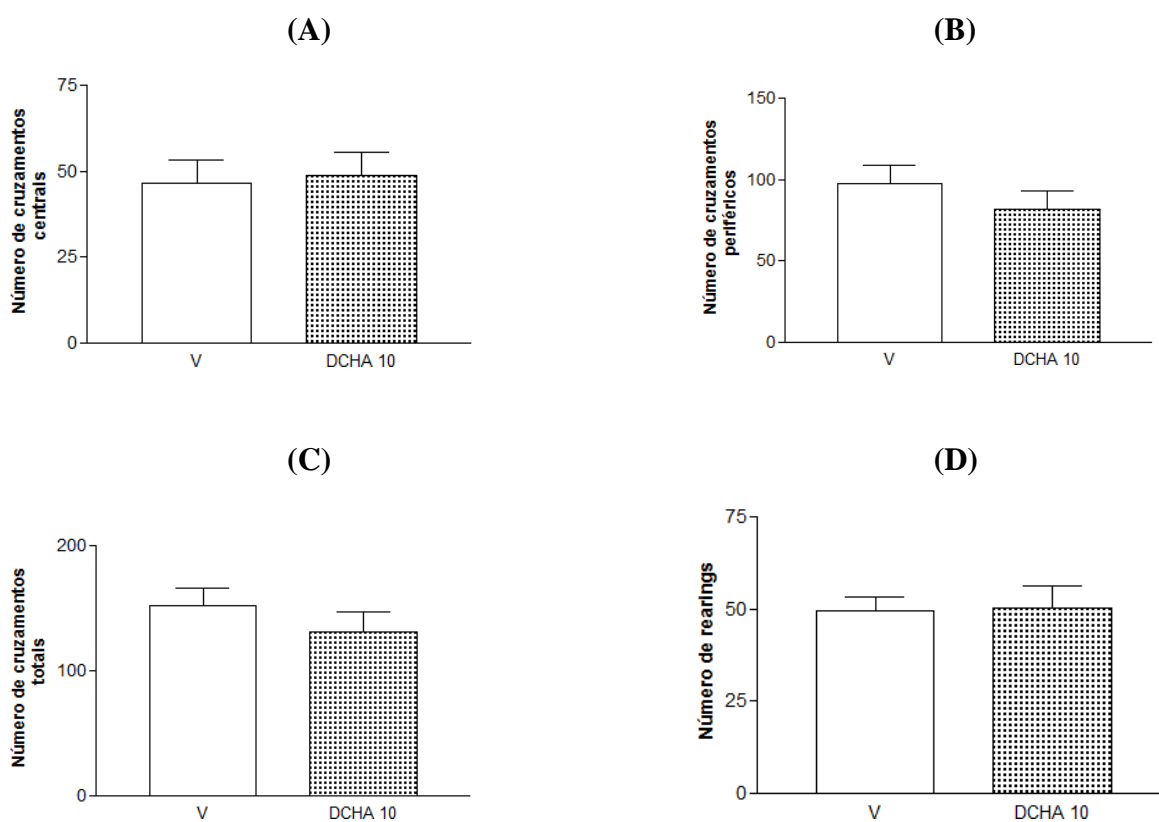 (A)
Número de cruzamentos
centrais
75
50
25
0
V
DCHA 10
(B)
Número de cruzamentos
periféricos
150
100
50
0
V
DCHA 10
(C)
Número de cruzamentos
totais
200
100
0
V
DCHA 10
(D)
Número de rearings
75
50
25
0
V
DCHA 10